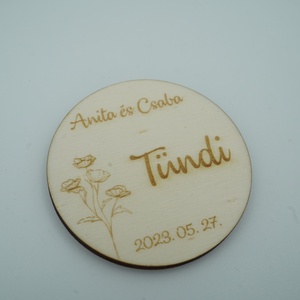 Anita és Csaba
Tündi
2023. 05. 27.